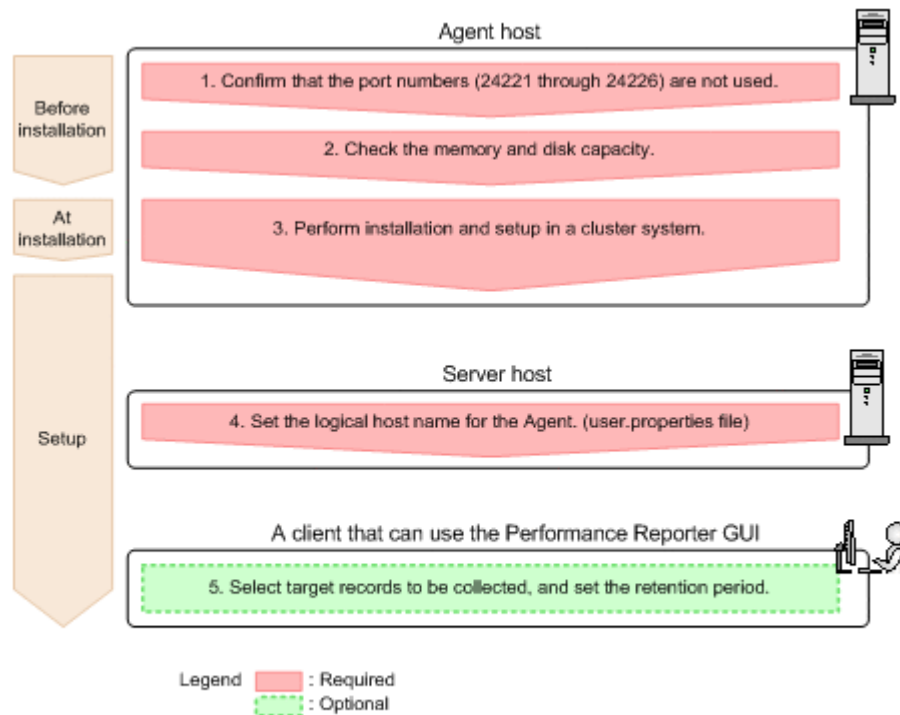 Agent host
Before
installation
1. Confirm that the port numbers (24221 through 24226) are not used.
2. Check the memory and disk capacity.
At
installation
3. Perform installation and setup in a cluster system.
Setup
Server host
4. Set the logical host name for the Agent. (user.properties file)
A client that can use the Performance Reporter GUI
5. Select target records to be collected, and set the retention period.
Legend : Required
: Optional